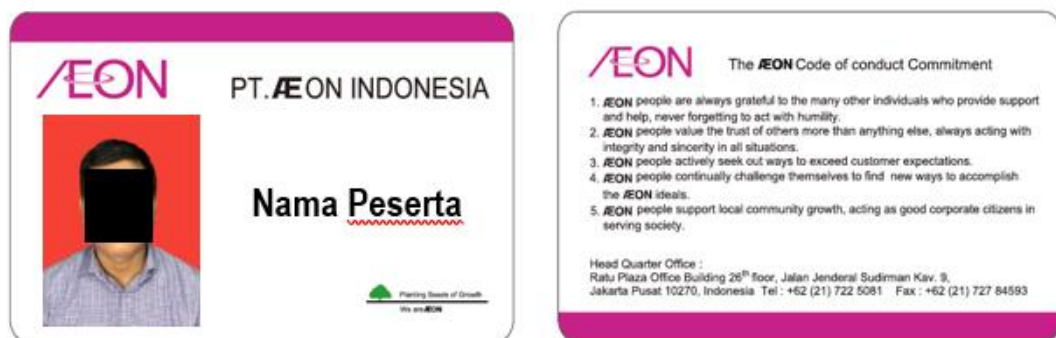 ÆON
PT. ÆON INDONESIA
Nama Peserta
Planting Seeds of Growth
We are ÆON
ÆON
The ÆON Code of conduct Commitment
1. ÆON people are always grateful to the many other individuals who provide support
and help, never forgetting to act with humility.
2. ÆON people value the trust of others more than anything else, always acting with
integrity and sincerity in all situations.
3. ÆON people actively seek out ways to exceed customer expectations.
4. ÆON people continually challenge themselves to find new ways to accomplish
the ÆON ideals.
5. ÆON people support local community growth, acting as good corporate citizens in
serving society.
Head Quarter Office :
Ratu Plaza Office Building 26th floor, Jalan Jenderal Sudirman Kav. 9,
Jakarta Pusat 10270, Indonesia Tel : +62 (21) 722 5081 Fax : +62 (21) 727 84593